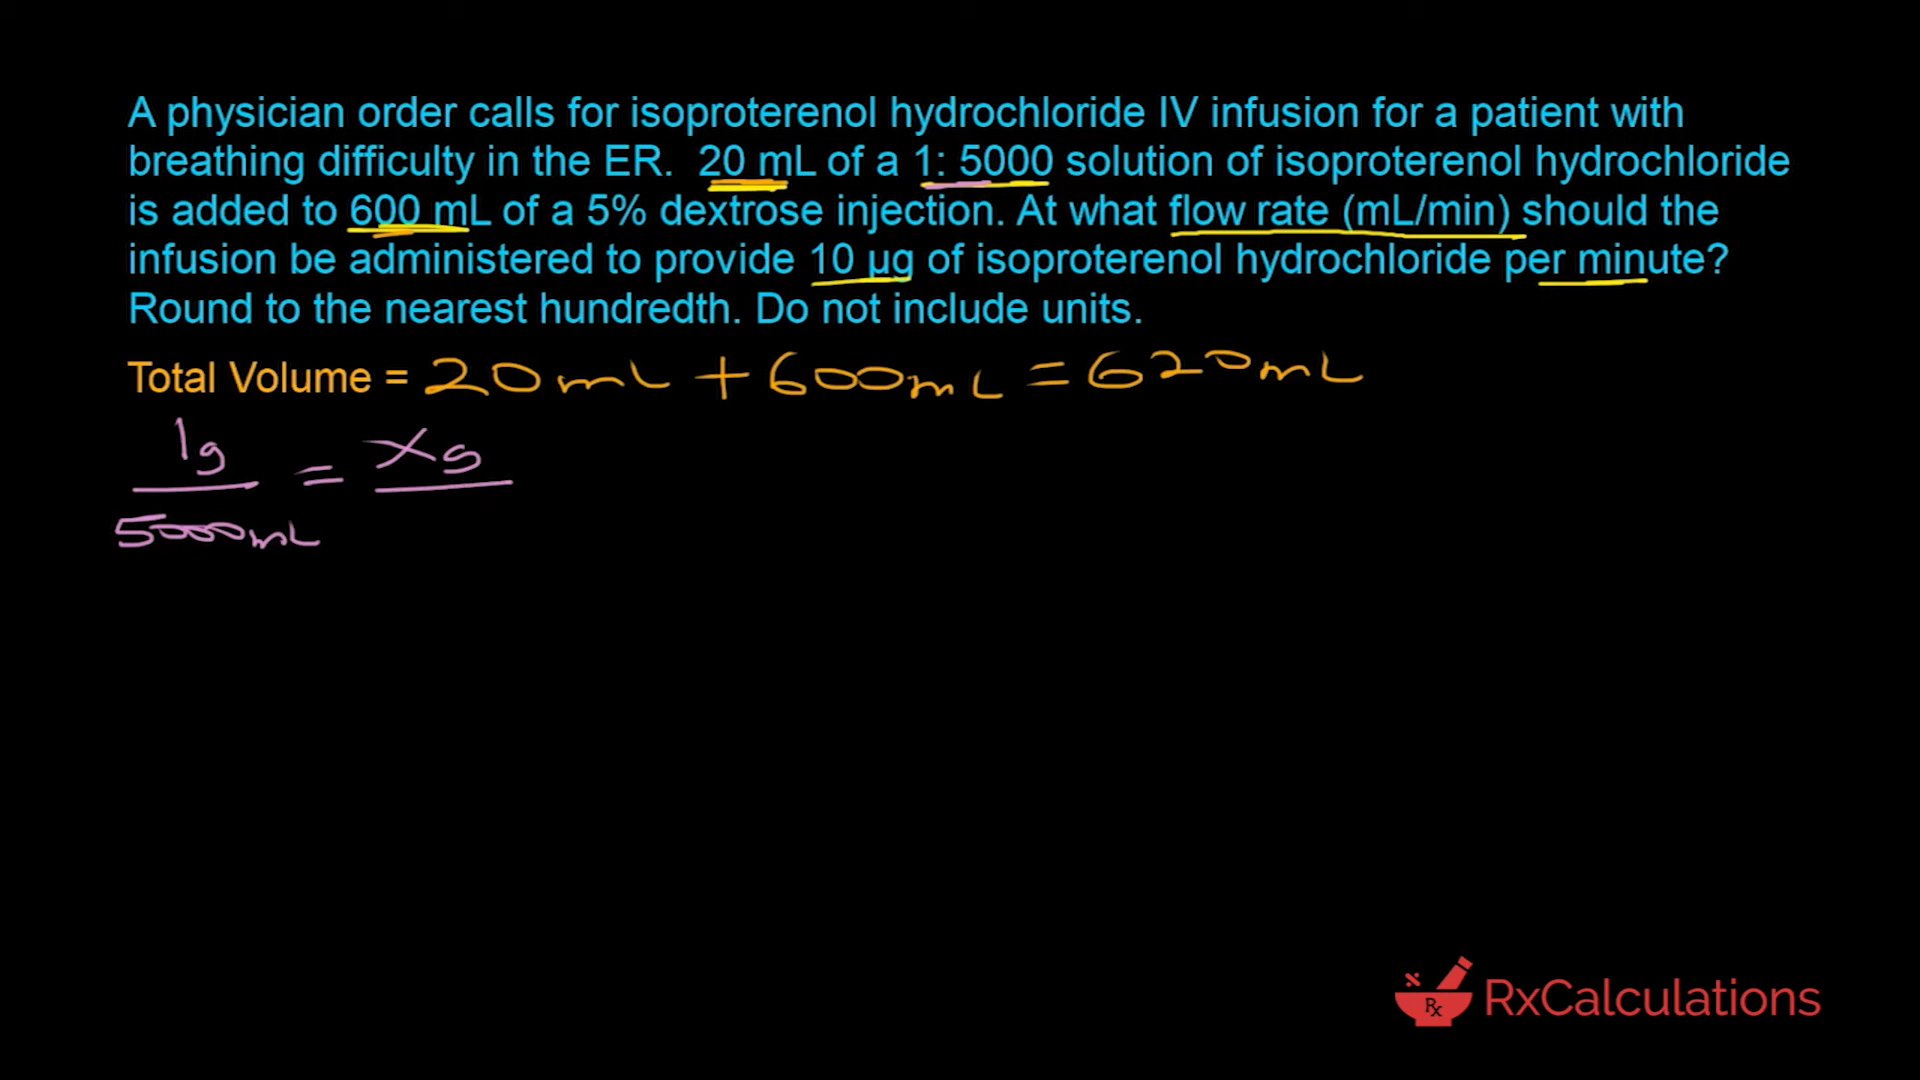 A physician order calls for isoproterenol hydrochloride IV infusion for a patient with
breathing difficulty in the ER.  20 mL of a 1: 5000 solution of isoproterenol hydrochloride
is added to 600 mL of a 5% dextrose injection. At what flow rate (mL/min) should the
infusion be administered to provide 10 µg of isoproterenol hydrochloride per minute?
Round to the nearest hundredth. Do not include units.
Total Volume = 20 mL + 600 mL = 620 mL
1g = Xg
5000 mL
Rx RxCalculations